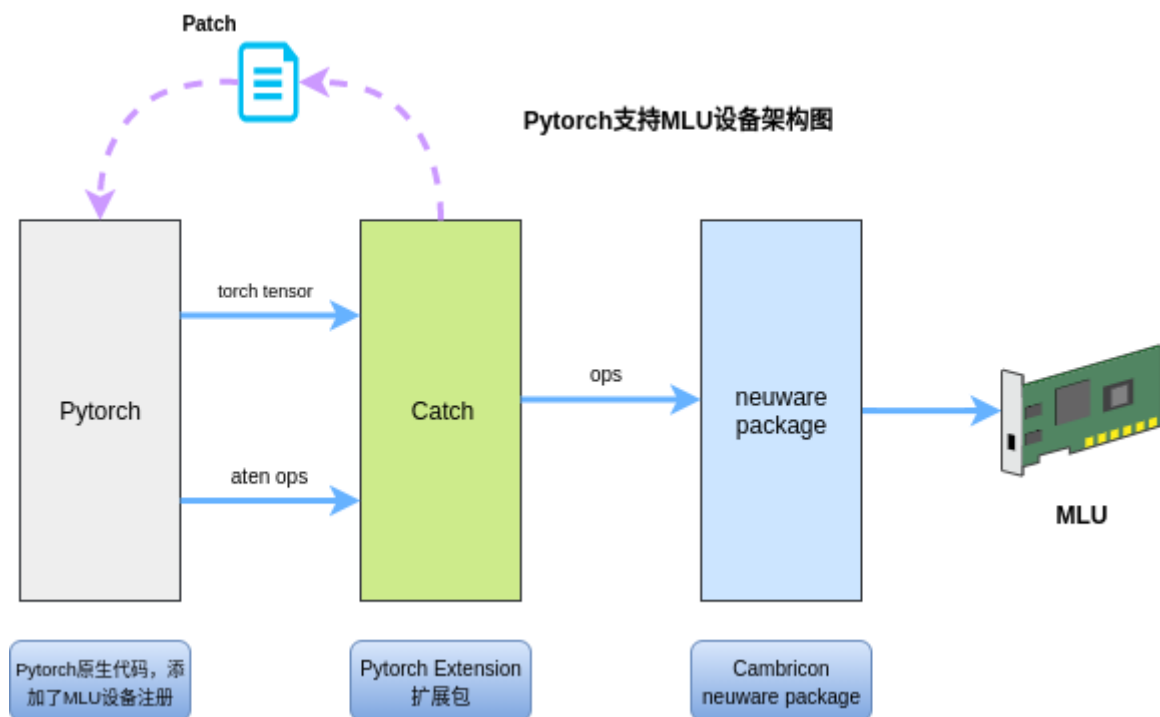 Patch
Pytorch支持MLU设备架构图
torch tensor
Pytorch
Catch
ops
neuware
package
aten ops
MLU
Pytorch原生代码，添
加了MLU设备注册
Pytorch Extension
扩展包
Cambricon
neuware package